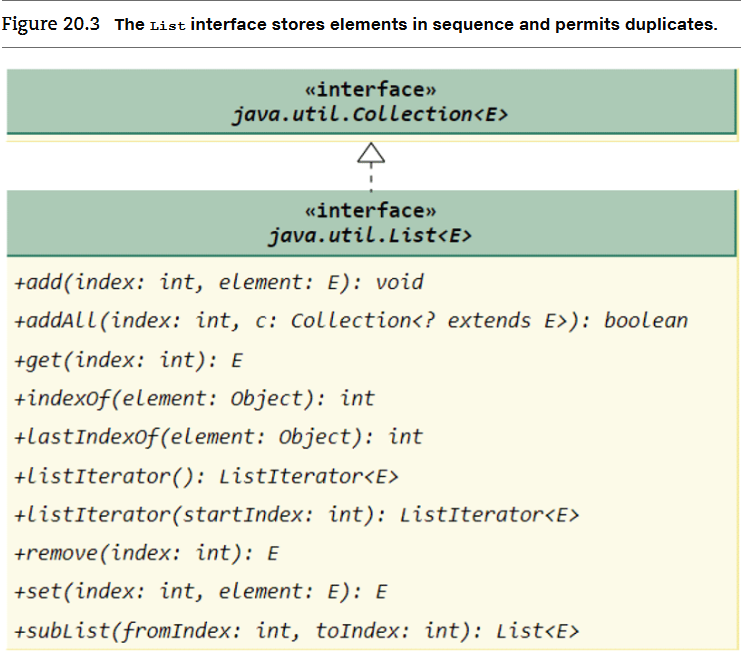 Figure 20.3 The List interface stores elements in sequence and permits duplicates.
«interface»
java.util.Collection<E>
«interface»
java.util.List<E>
+add(index: int, element: E): void
+addAll(index: int, c: Collection<? extends E>): boolean
+get(index: int): E
+indexOf(element: Object): int
+lastIndexOf(element: Object): int
+listIterator(): ListIterator<E>
+listIterator(startIndex: int): ListIterator<E>
+remove(index: int): E
+set(index: int, element: E): E
+subList(fromIndex: int, toIndex: int): List<E>